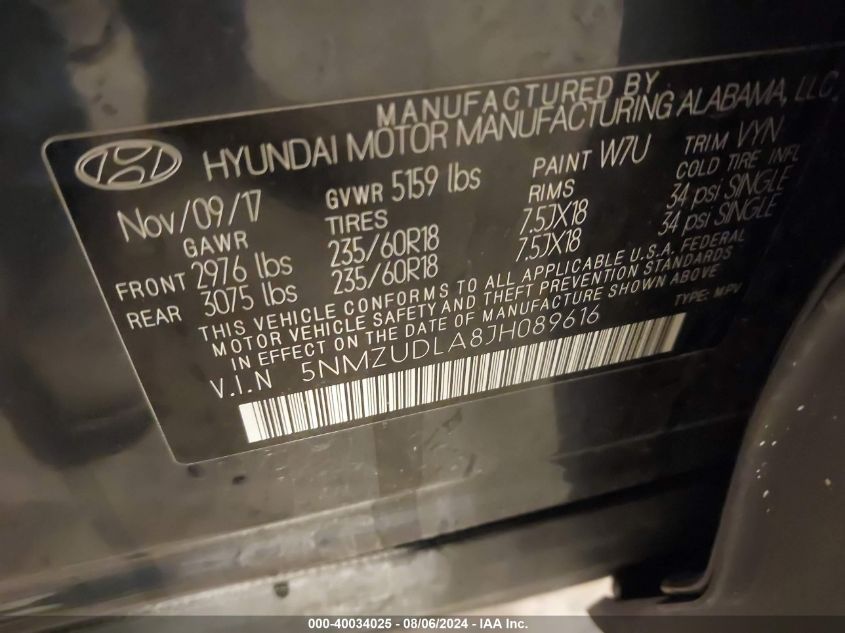 MANUFACTURED BY
HYUNDAI MOTOR MANUFACTURING ALABAMA, LLC
Nov/09/17 GVWR 5159 lbs PAINT W7U TRIM VYN
GAWR TIRES RIMS COLD TIRE INFL
FRONT 2976 lbs 235/60R18 7.5JX18 34 psi SINGLE
REAR 3075 lbs 235/60R18 7.5JX18 34 psi SINGLE
THIS VEHICLE CONFORMS TO ALL APPLICABLE U.S.A. FEDERAL
MOTOR VEHICLE SAFETY AND THEFT PREVENTION STANDARDS
IN EFFECT ON THE DATE OF MANUFACTURE SHOWN ABOVE
V.I.N 5NMZUDLA8JH089616 TYPE: MPV
000-40034025 - 08/06/2024 - IAA Inc.